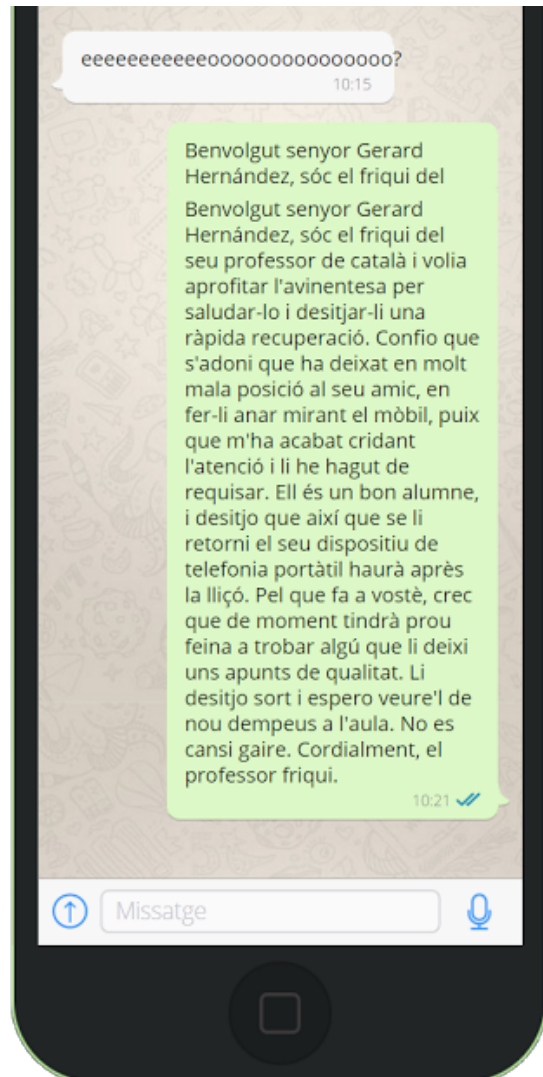 eeeeeeeeeeeooooooooooooooo?
10:15
Benvolgut senyor Gerard
Hernández, sóc el friqui del
Benvolgut senyor Gerard
Hernández, sóc el friqui del
seu professor de català i volia
aprofitar l'avinentesa per
saludar-lo i desitjar-li una
ràpida recuperació. Confio que
s'adoni que ha deixat en molt
mala posició al seu amic, en
fer-li anar mirant el mòbil, puix
que m'ha acabat cridant
l'atenció i li he hagut de
requisar. Ell és un bon alumne,
i desitjo que així que se li
retorni el seu dispositiu de
telefonia portàtil haurà après
la lliçó. Pel que fa a vostè, crec
que de moment tindrà prou
feina a trobar algú que li deixi
uns apunts de qualitat. Li
desitjo sort i espero veure'l de
nou dempeus a l'aula. No es
cansi gaire. Cordialment, el
professor friqui.
10:21
Missatge